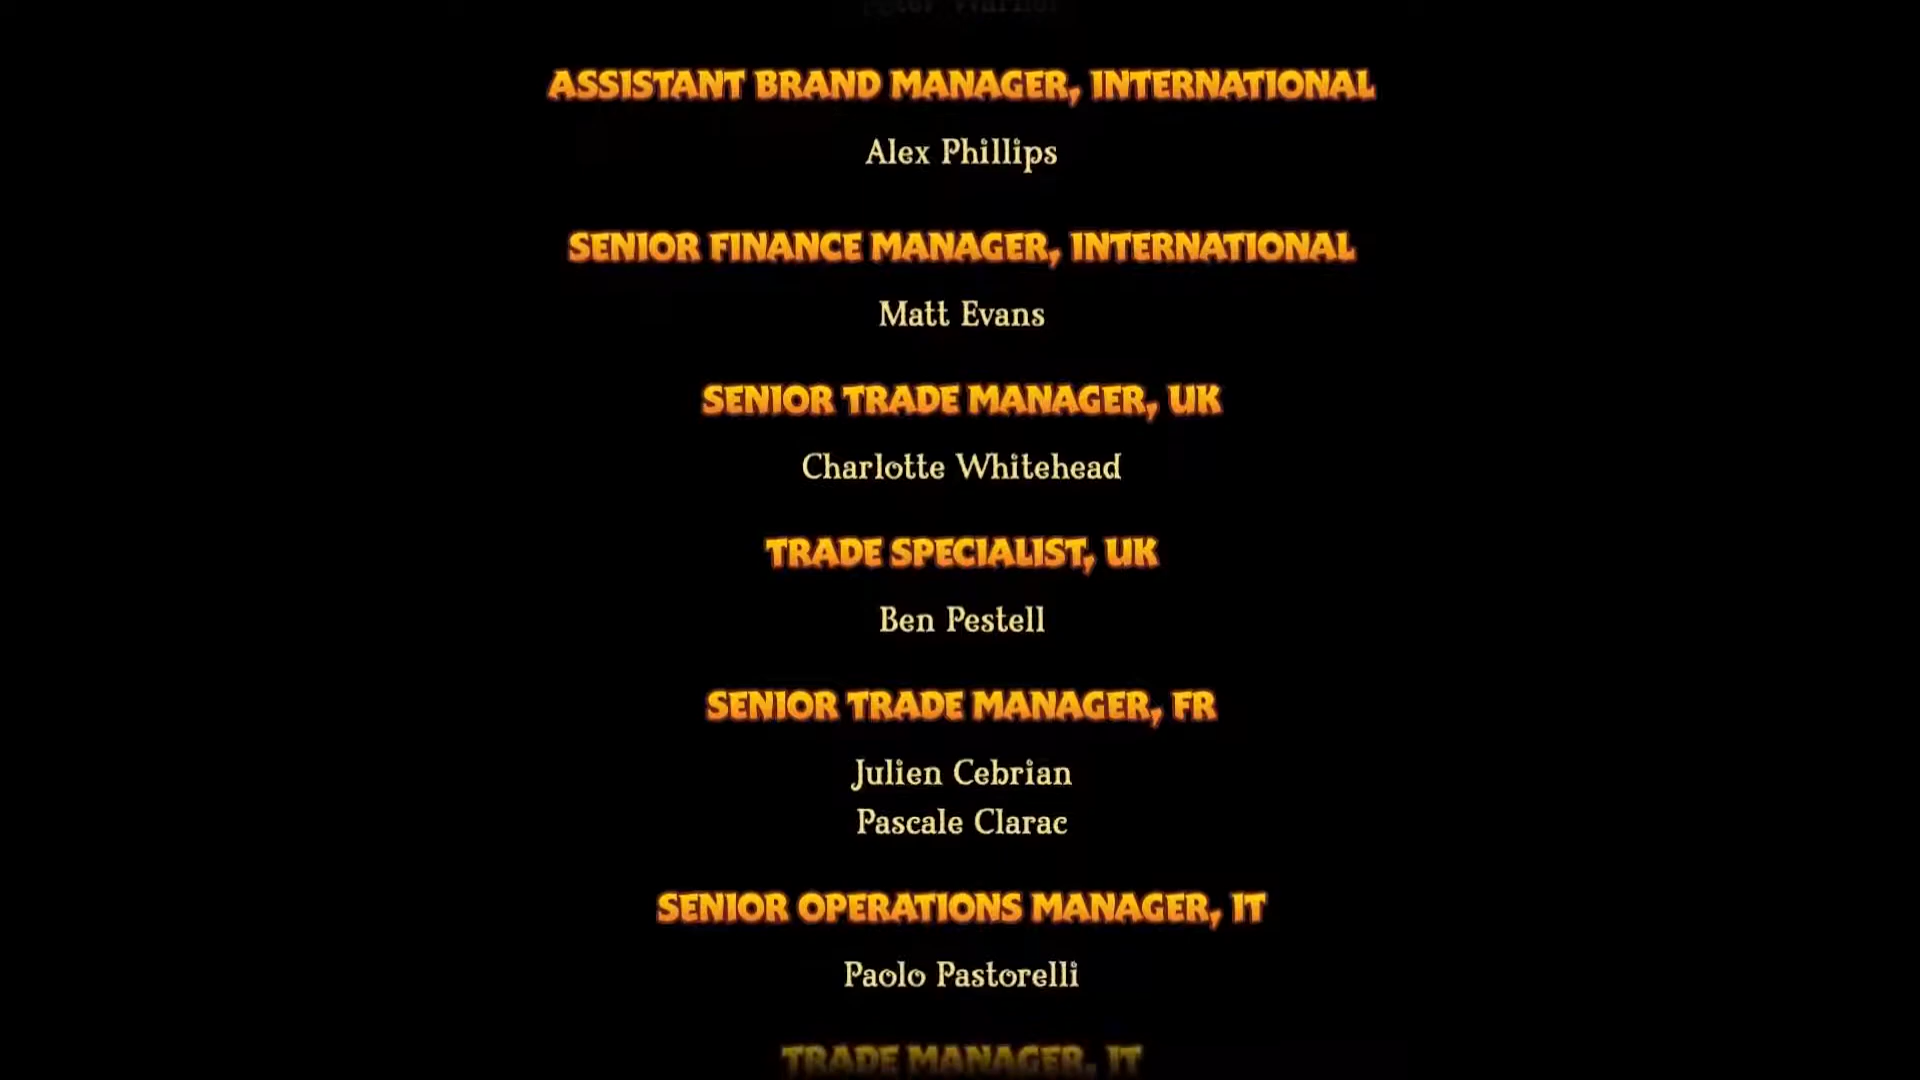 ASSISTANT BRAND MANAGER, INTERNATIONAL
Alex Phillips
SENIOR FINANCE MANAGER, INTERNATIONAL
Matt Evans
SENIOR TRADE MANAGER, UK
Charlotte Whitehead
TRADE SPECIALIST, UK
Ben Pestell
SENIOR TRADE MANAGER, FR
Julien Cebrian
Pascale Clarac
SENIOR OPERATIONS MANAGER, IT
Paolo Pastorelli
TRADE MANAGER, IT